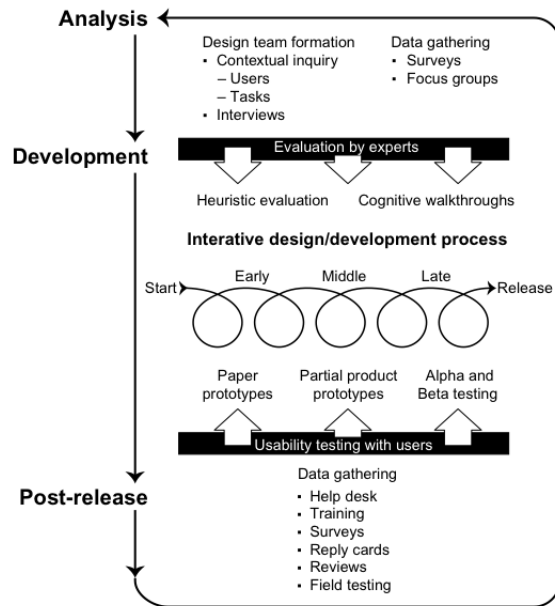 Analysis
Design team formation
▪ Contextual inquiry
– Users
– Tasks
▪ Interviews
Data gathering
▪ Surveys
▪ Focus groups
Development
Evaluation by experts
Heuristic evaluation
Cognitive walkthroughs
Interative design/development process
Start
Early
Middle
Late
Release
Paper
prototypes
Partial product
prototypes
Alpha and
Beta testing
Usability testing with users
Post-release
Data gathering
▪ Help desk
▪ Training
▪ Surveys
▪ Reply cards
▪ Reviews
▪ Field testing